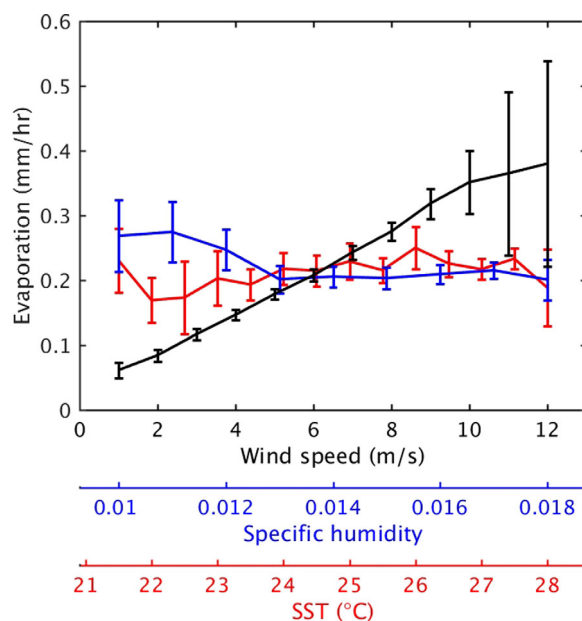 0.6
0.5
0.4
0.3
0.2
0.1
0
Evaporation (mm/hr)
0 2 4 6 8 10 12
Wind speed (m/s)
0.01 0.012 0.014 0.016 0.018
Specific humidity
21 22 23 24 25 26 27 28
SST (°C)